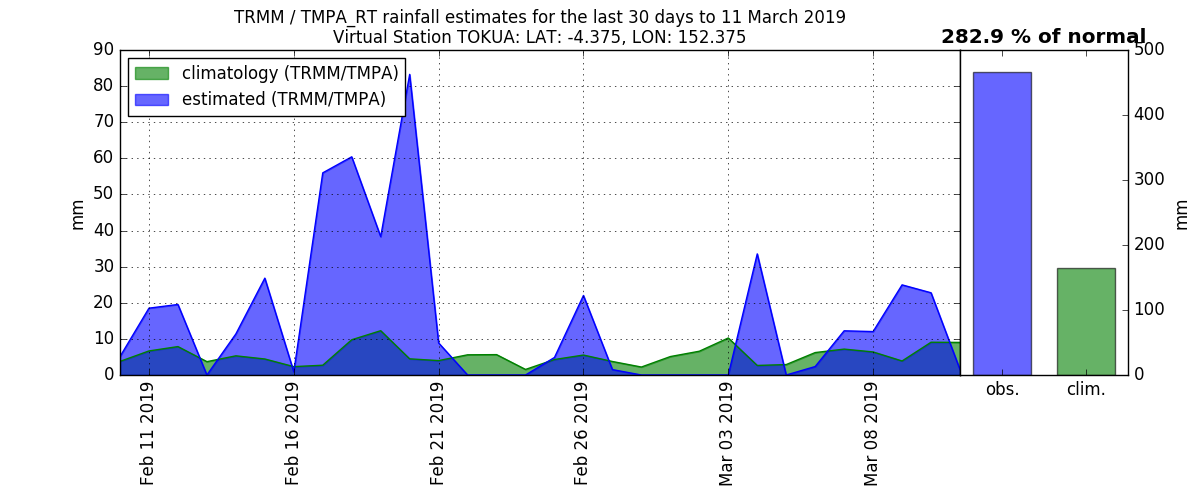 TRMM / TMPA_RT rainfall estimates for the last 30 days to 11 March 2019
Virtual Station TOKUA: LAT: -4.375, LON: 152.375
282.9 % of normal
climatology (TRMM/TMPA)
estimated (TRMM/TMPA)
mm
90
80
70
60
50
40
30
20
10
0
Feb 11 2019
Feb 16 2019
Feb 21 2019
Feb 26 2019
Mar 03 2019
Mar 08 2019
obs.
clim.
500
400
300
200
100
0
mm